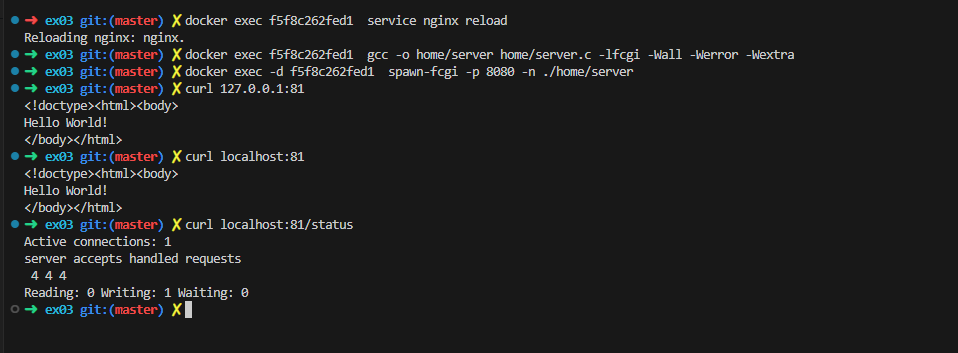 ➜ ex03 git:(master) ✗ docker exec f5f8c262fed1  service nginx reload
Reloading nginx: nginx.
➜ ex03 git:(master) ✗ docker exec f5f8c262fed1  gcc -o home/server home/server.c -lfcgi -Wall -Werror -Wextra
➜ ex03 git:(master) ✗ docker exec -d f5f8c262fed1  spawn-fcgi -p 8080 -n ./home/server
➜ ex03 git:(master) ✗ curl 127.0.0.1:81
<!doctype><html><body>
Hello World!
</body></html>
➜ ex03 git:(master) ✗ curl localhost:81
<!doctype><html><body>
Hello World!
</body></html>
➜ ex03 git:(master) ✗ curl localhost:81/status
Active connections: 1
server accepts handled requests
 4 4 4
Reading: 0 Writing: 1 Waiting: 0
➜ ex03 git:(master) ✗